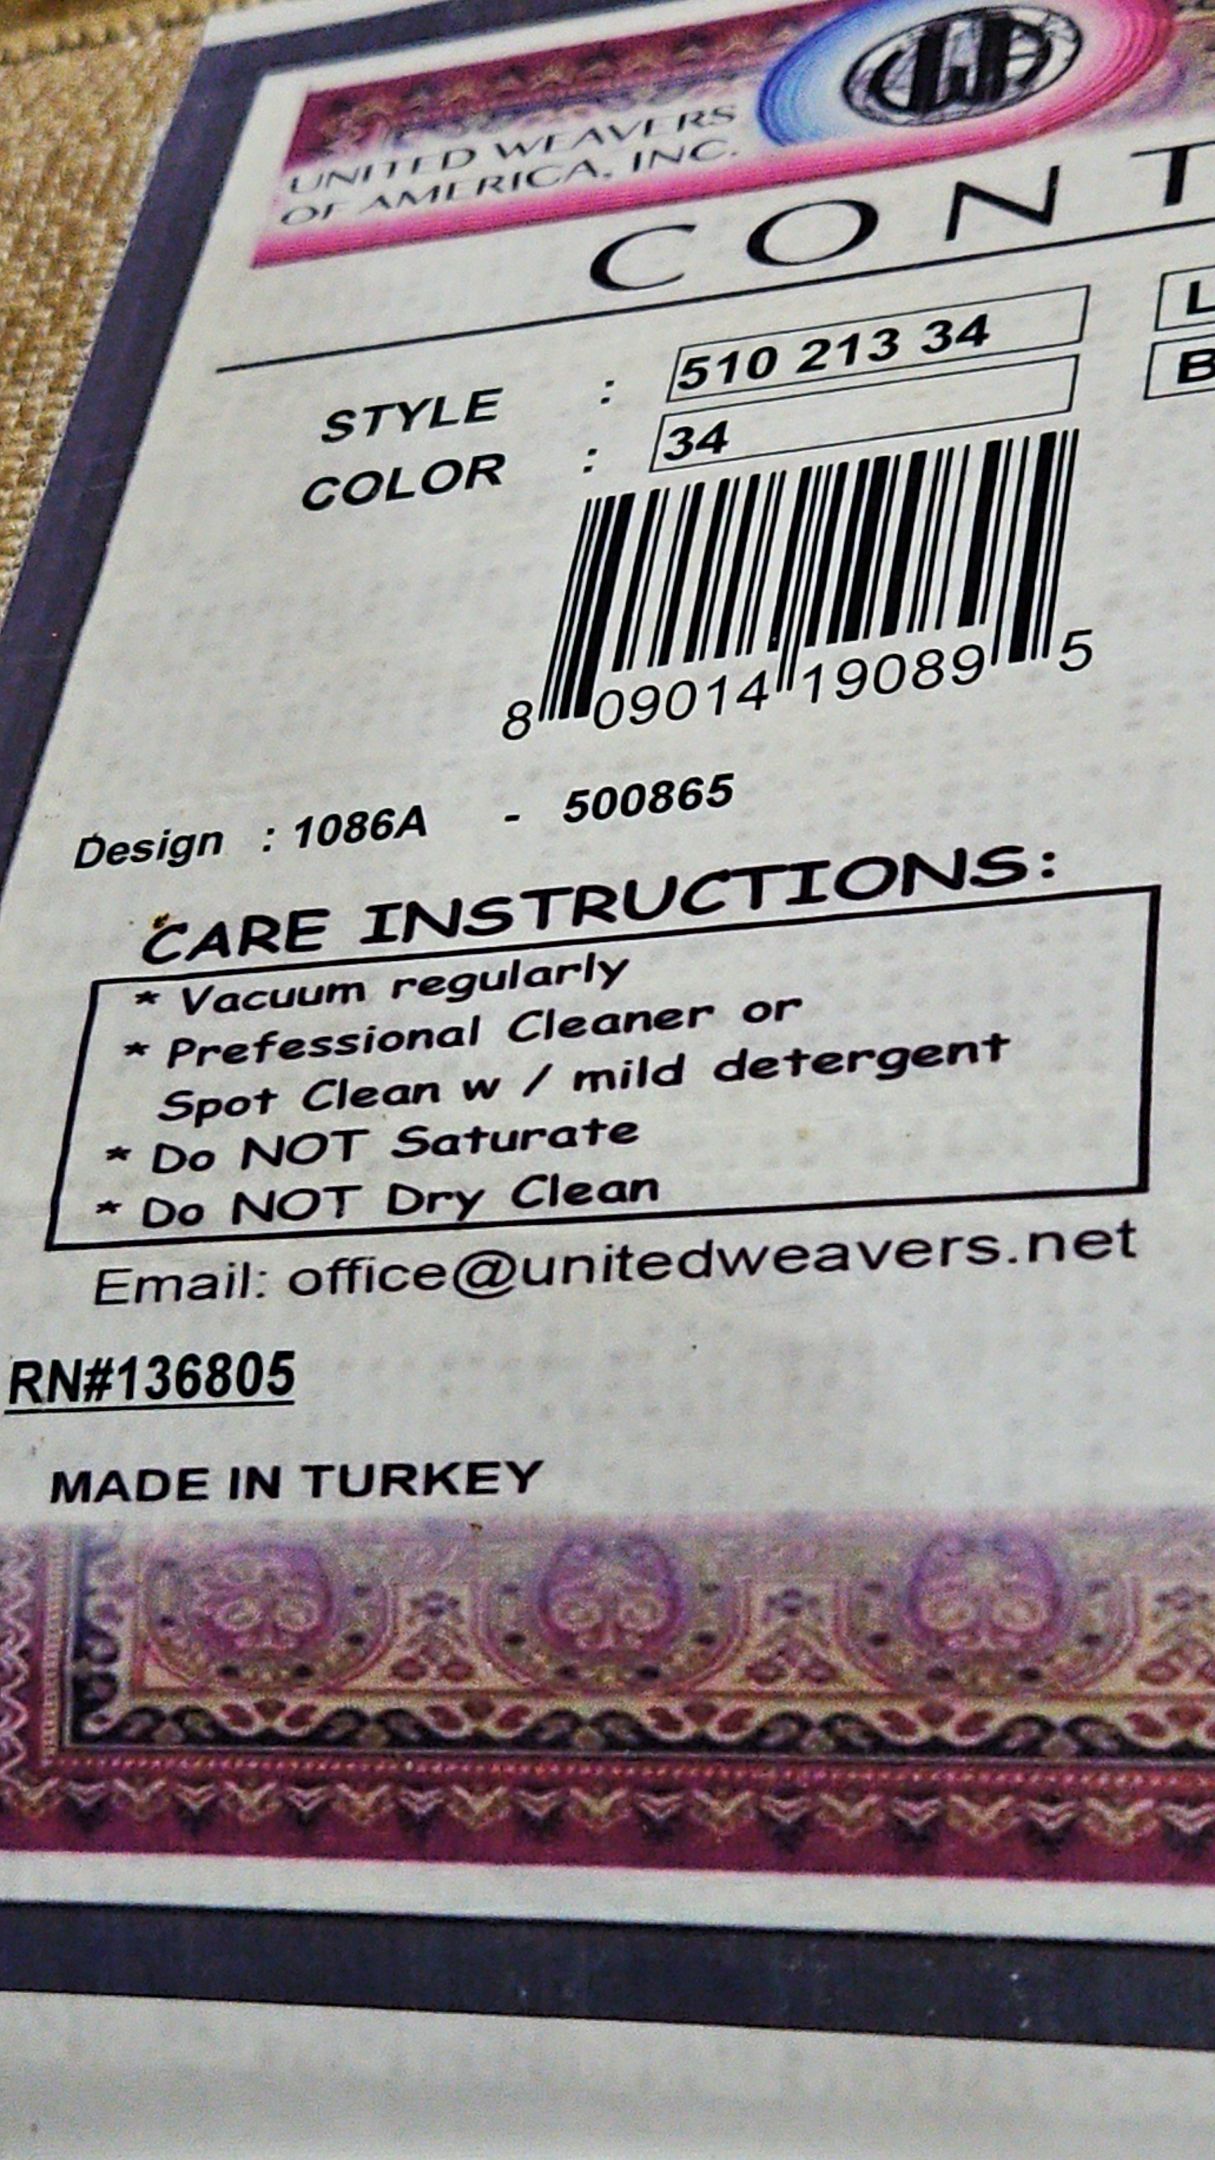 UNITED WEAVERS
OF AMERICA, INC.
CONT
STYLE : 510 213 34 L
COLOR : 34 B
8 09014 19089 5
Design : 1086A - 500865
CARE INSTRUCTIONS:
* Vacuum regularly
* Prefessional Cleaner or
Spot Clean w / mild detergent
* Do NOT Saturate
* Do NOT Dry Clean
Email: office@unitedweavers.net
RN#136805
MADE IN TURKEY